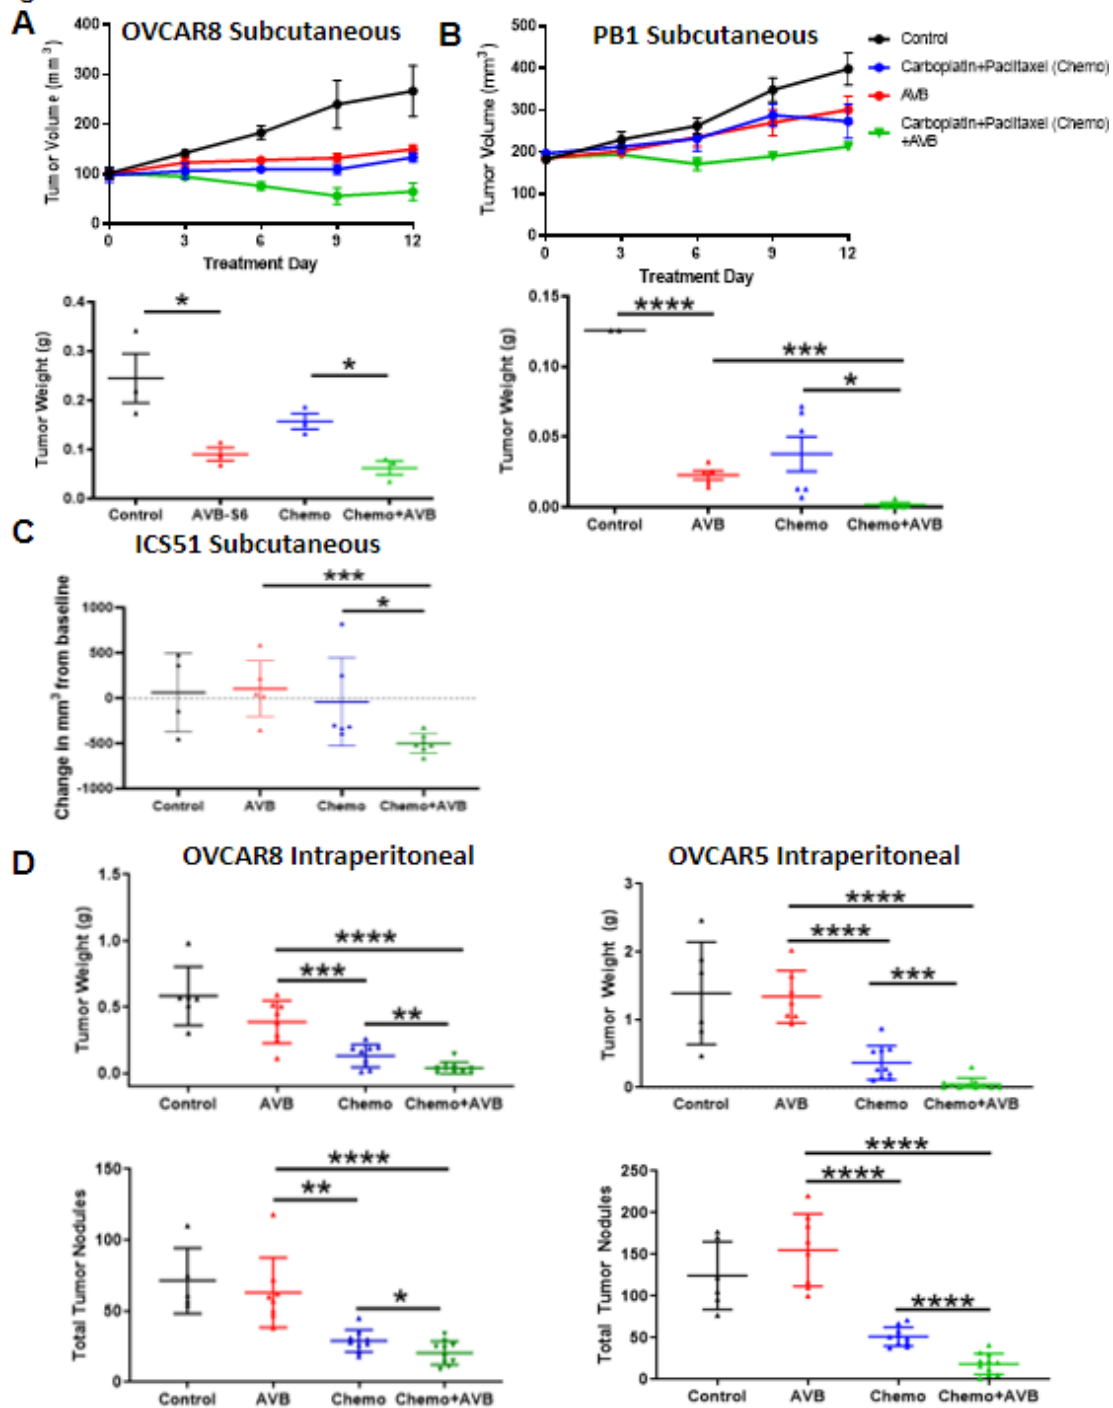 A
OVCAR8 Subcutaneous
400
300
200
100
0
Tumor Volume (mm³)
0 3 6 9 12
Treatment Day
B
PB1 Subcutaneous
500
400
300
200
100
0
Tumor Volume (mm³)
0 3 6 9 12
Treatment Day
Control
Carboplatin+Paclitaxel (Chemo)
AVB
Carboplatin+Paclitaxel (Chemo)
+AVB
0.4
0.3
0.2
0.1
0.0
Tumor Weight (g)
* *
Control AVB-S6 Chemo Chemo+AVB
0.15
0.10
0.05
0.00
Tumor Weight (g)
****
***
*
Control AVB Chemo Chemo+AVB
C
ICS51 Subcutaneous
1000
500
0
-500
-1000
Change in mm³ from baseline
***
*
Control AVB Chemo Chemo+AVB
D
OVCAR8 Intraperitoneal
1.5
1.0
0.5
0.0
Tumor Weight (g)
****
***
**
Control AVB Chemo Chemo+AVB
OVCAR5 Intraperitoneal
3
2
1
0
Tumor Weight (g)
****
****
***
Control AVB Chemo Chemo+AVB
150
100
50
0
Total Tumor Nodules
****
**
*
Control AVB Chemo Chemo+AVB
250
200
150
100
50
0
Total Tumor Nodules
****
****
****
Control AVB Chemo Chemo+AVB